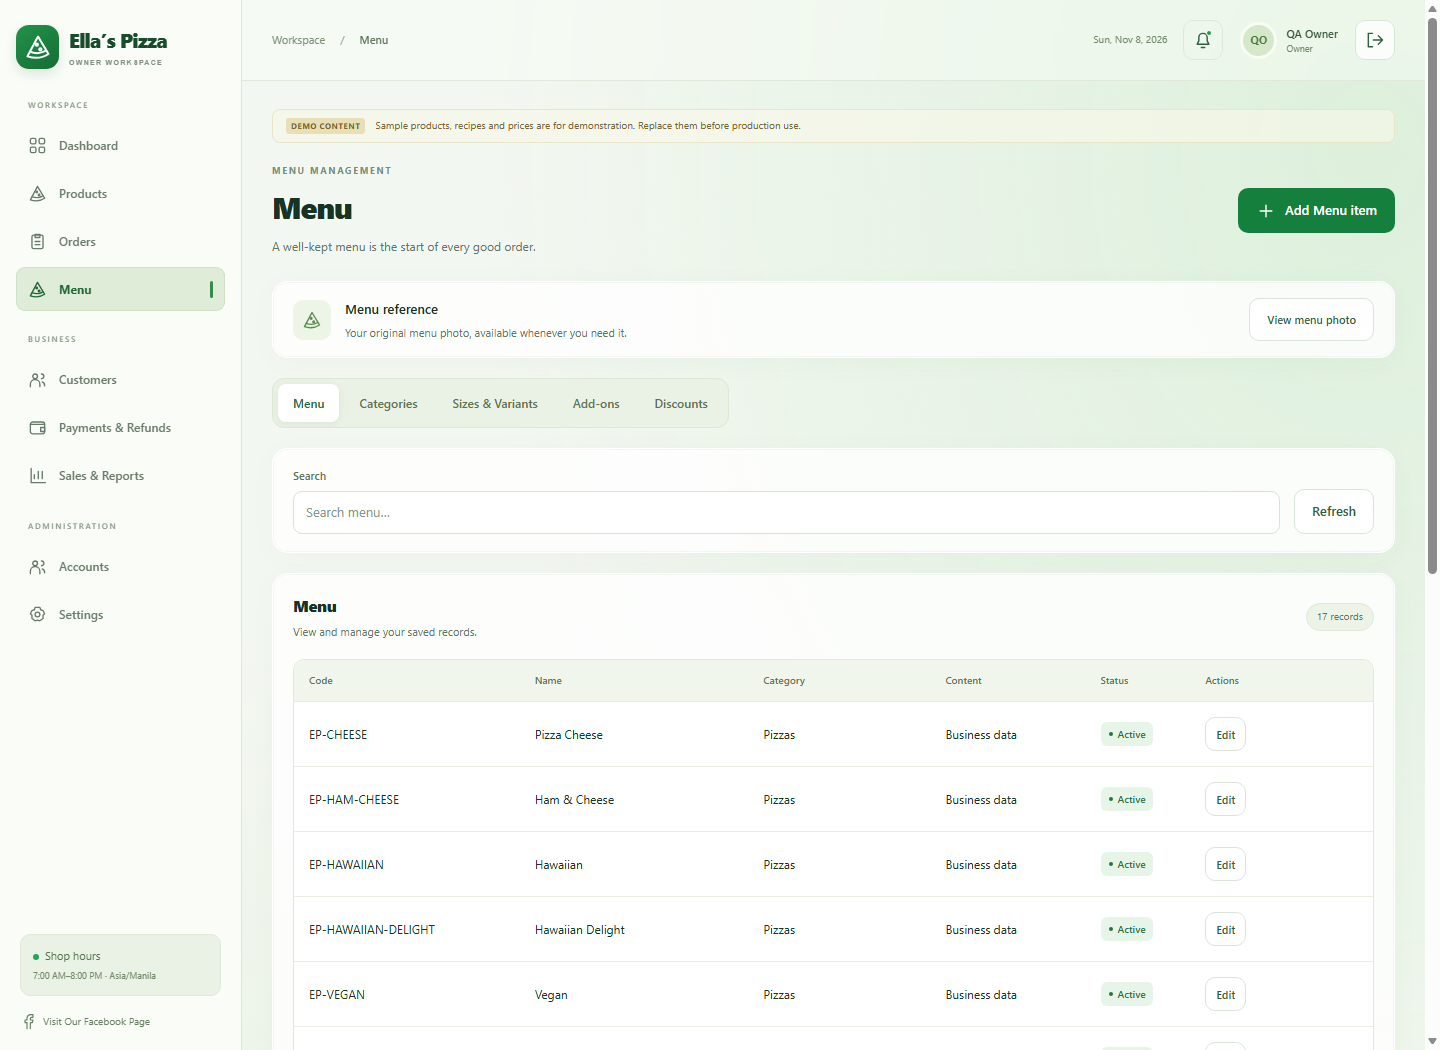 Ella's Pizza
OWNER WORKSPACE
WORKSPACE
Dashboard
Products
Orders
Menu
BUSINESS
Customers
Payments & Refunds
Sales & Reports
ADMINISTRATION
Accounts
Settings
Shop hours
7:00 AM–8:00 PM · Asia/Manila
Visit Our Facebook Page
Workspace / Menu
Sun, Nov 8, 2026
QO
QA Owner
Owner
DEMO CONTENT Sample products, recipes and prices are for demonstration. Replace them before production use.
MENU MANAGEMENT
Menu
A well-kept menu is the start of every good order.
Add Menu item
Menu reference
Your original menu photo, available whenever you need it.
View menu photo
Menu Categories Sizes & Variants Add-ons Discounts
Search
Search menu...
Refresh
Menu
View and manage your saved records.
17 records
Code Name Category Content Status Actions
EP-CHEESE Pizza Cheese Pizzas Business data Active Edit
EP-HAM-CHEESE Ham & Cheese Pizzas Business data Active Edit
EP-HAWAIIAN Hawaiian Pizzas Business data Active Edit
EP-HAWAIIAN-DELIGHT Hawaiian Delight Pizzas Business data Active Edit
EP-VEGAN Vegan Pizzas Business data Active Edit